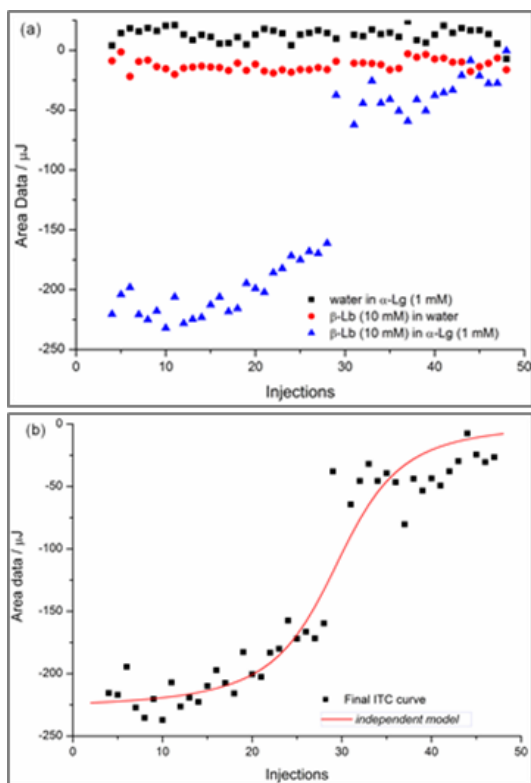 (a)
50
0
-50
-100
-150
-200
-250
Area Data / µJ
water in α-Lg (1 mM)
β-Lb (10 mM) in water
β-Lb (10 mM) in α-Lg (1 mM)
0 10 20 30 40 50
Injections
(b)
0
-50
-100
-150
-200
-250
Area data / µJ
Final ITC curve
independent model
0 10 20 30 40 50
Injections